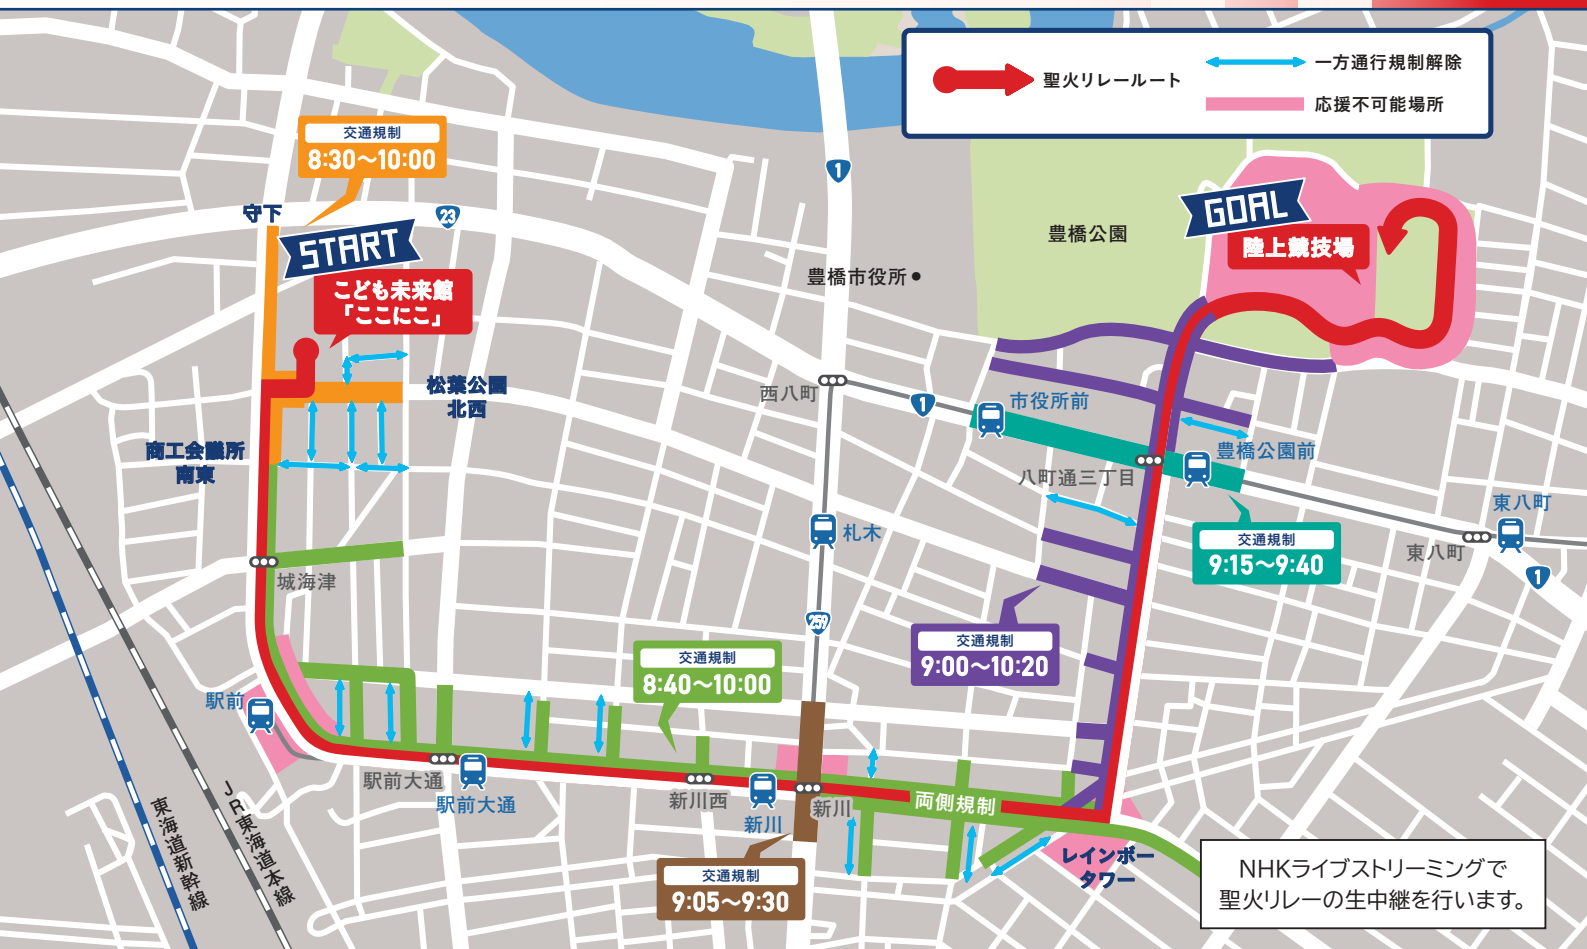 聖火リレールート
一方通行規制解除
応援不可能場所
交通規制
8:30〜10:00
守下
23
START
こども未来館
「ここにこ」
松葉公園
北西
商工会議所
南東
城海津
駅前
東海道新幹線
JR東海道本線
駅前大通
駅前大通
交通規制
8:40〜10:00
新川西
新川
新川
両側規制
交通規制
9:05〜9:30
1
豊橋市役所
豊橋公園
GOAL
陸上競技場
西八町
1
市役所前
豊橋公園前
八町通三丁目
札木
259
交通規制
9:15〜9:40
東八町
東八町
1
交通規制
9:00〜10:20
レインボー
タワー
NHKライブストリーミングで
聖火リレーの生中継を行います。